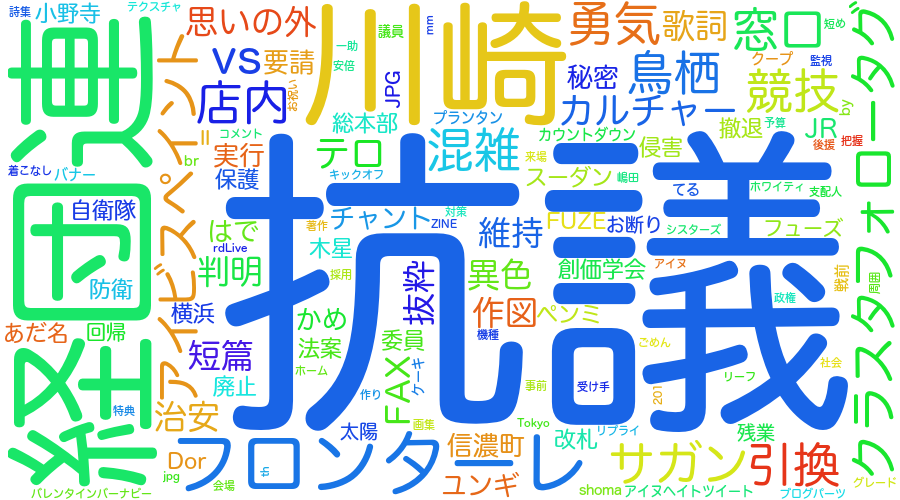 詩集
小野寺
テクスチャ
思いの外
vs
要請
川崎
JPG
議員
一助
安倍
お祝い
mm
勇気
歌詞
窓口
短め
クープ
監視
経団連
店内
総本部
プランタン
秘密
鳥栖
カルチャー
競技
by
クラスタフォロータグ
アイビスペイント
II
コメント
実行
br
テロ
混雑
カウントダウン
侵害
撤退
予算
JR
後援
把握
着こなし
バナー
保護
キックオフ
来場
スーダン
嶋田
てる
ホワイティ
支配人
自衛隊
はで
チャント
対策
ZINE
著作
維持
FUZE
お断り
シスターズ
フューズ
rdLive
木星
抗議
防衛
判明
採用
抜粋
異色
創価学会
アイヌ
戦前
周囲
横浜
かめ
作図
ペンミ
政権
あだ名
回帰
短篇
法案
委員
機種
ごめん
廃止
ホーム
FAX
ケーキ
事前
受け手
201
リーフ
社会
特典
治安
作り
太陽
画集
Tokyo
リプライ
残業
フロンターレ
信濃町
改札
サガン
引換
Dor
jpg
会場
th
ユンギ
shoma
アイヌヘイトツイート
グレード
バレンタインバーナビー
ブログパーツ